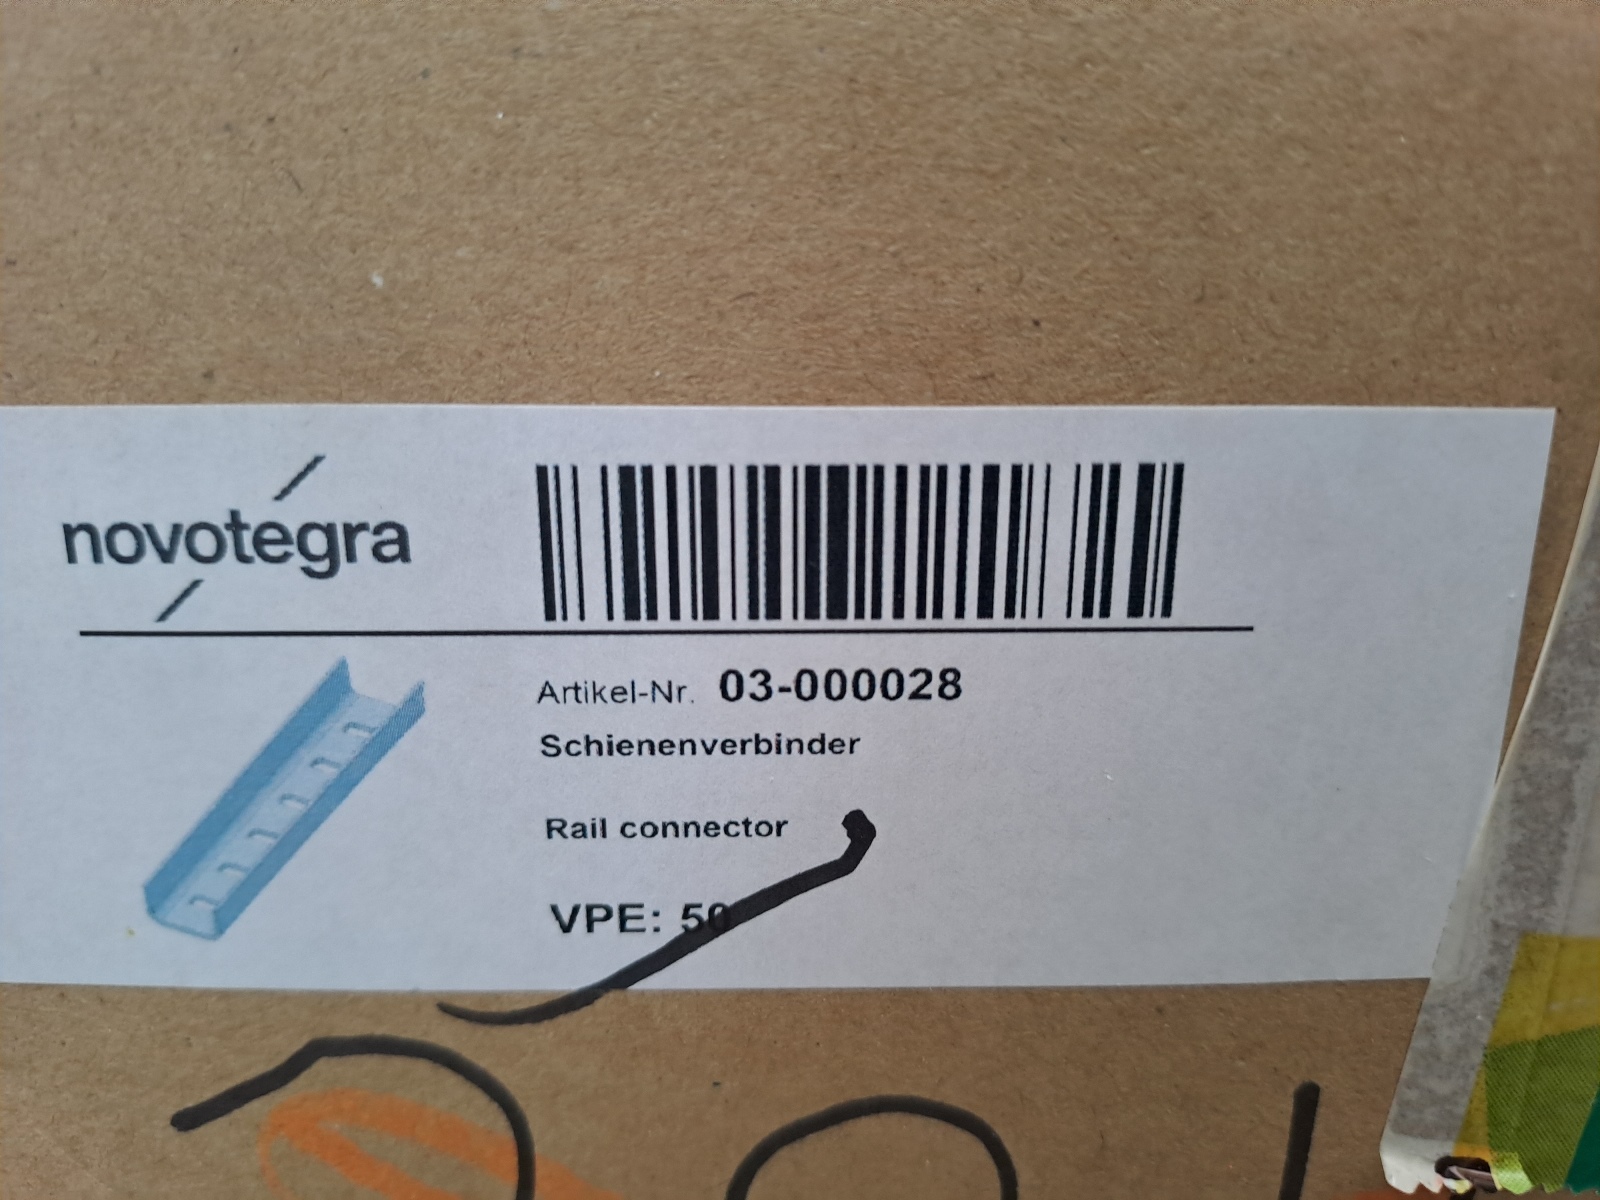 novotegra
Artikel-Nr. 03-000028
Schienenverbinder
Rail connector
VPE: 50